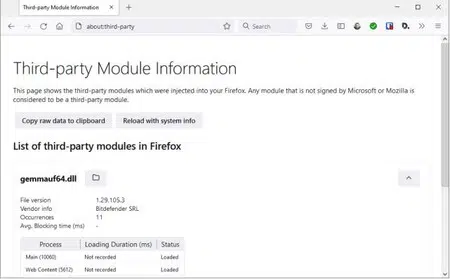 Third-party Module Information
about:third-party
Search
Third-party Module Information
This page shows the third-party modules which were injected into your Firefox. Any module that is not signed by Microsoft or Mozilla is
considered to be a third-party module.
Copy raw data to clipboard
Reload with system info
List of third-party modules in Firefox
gemmauf64.dll
File version 1.29.105.3
Vendor info Bitdefender SRL
Occurrences 11
Avg. Blocking time (ms) -
Process Loading Duration (ms) Status
Main (10060) Not recorded Loaded
Web Content (5612) Not recorded Loaded